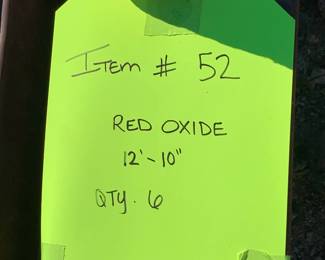 Item # 52
RED OXIDE
12'-10"
QTY. 6